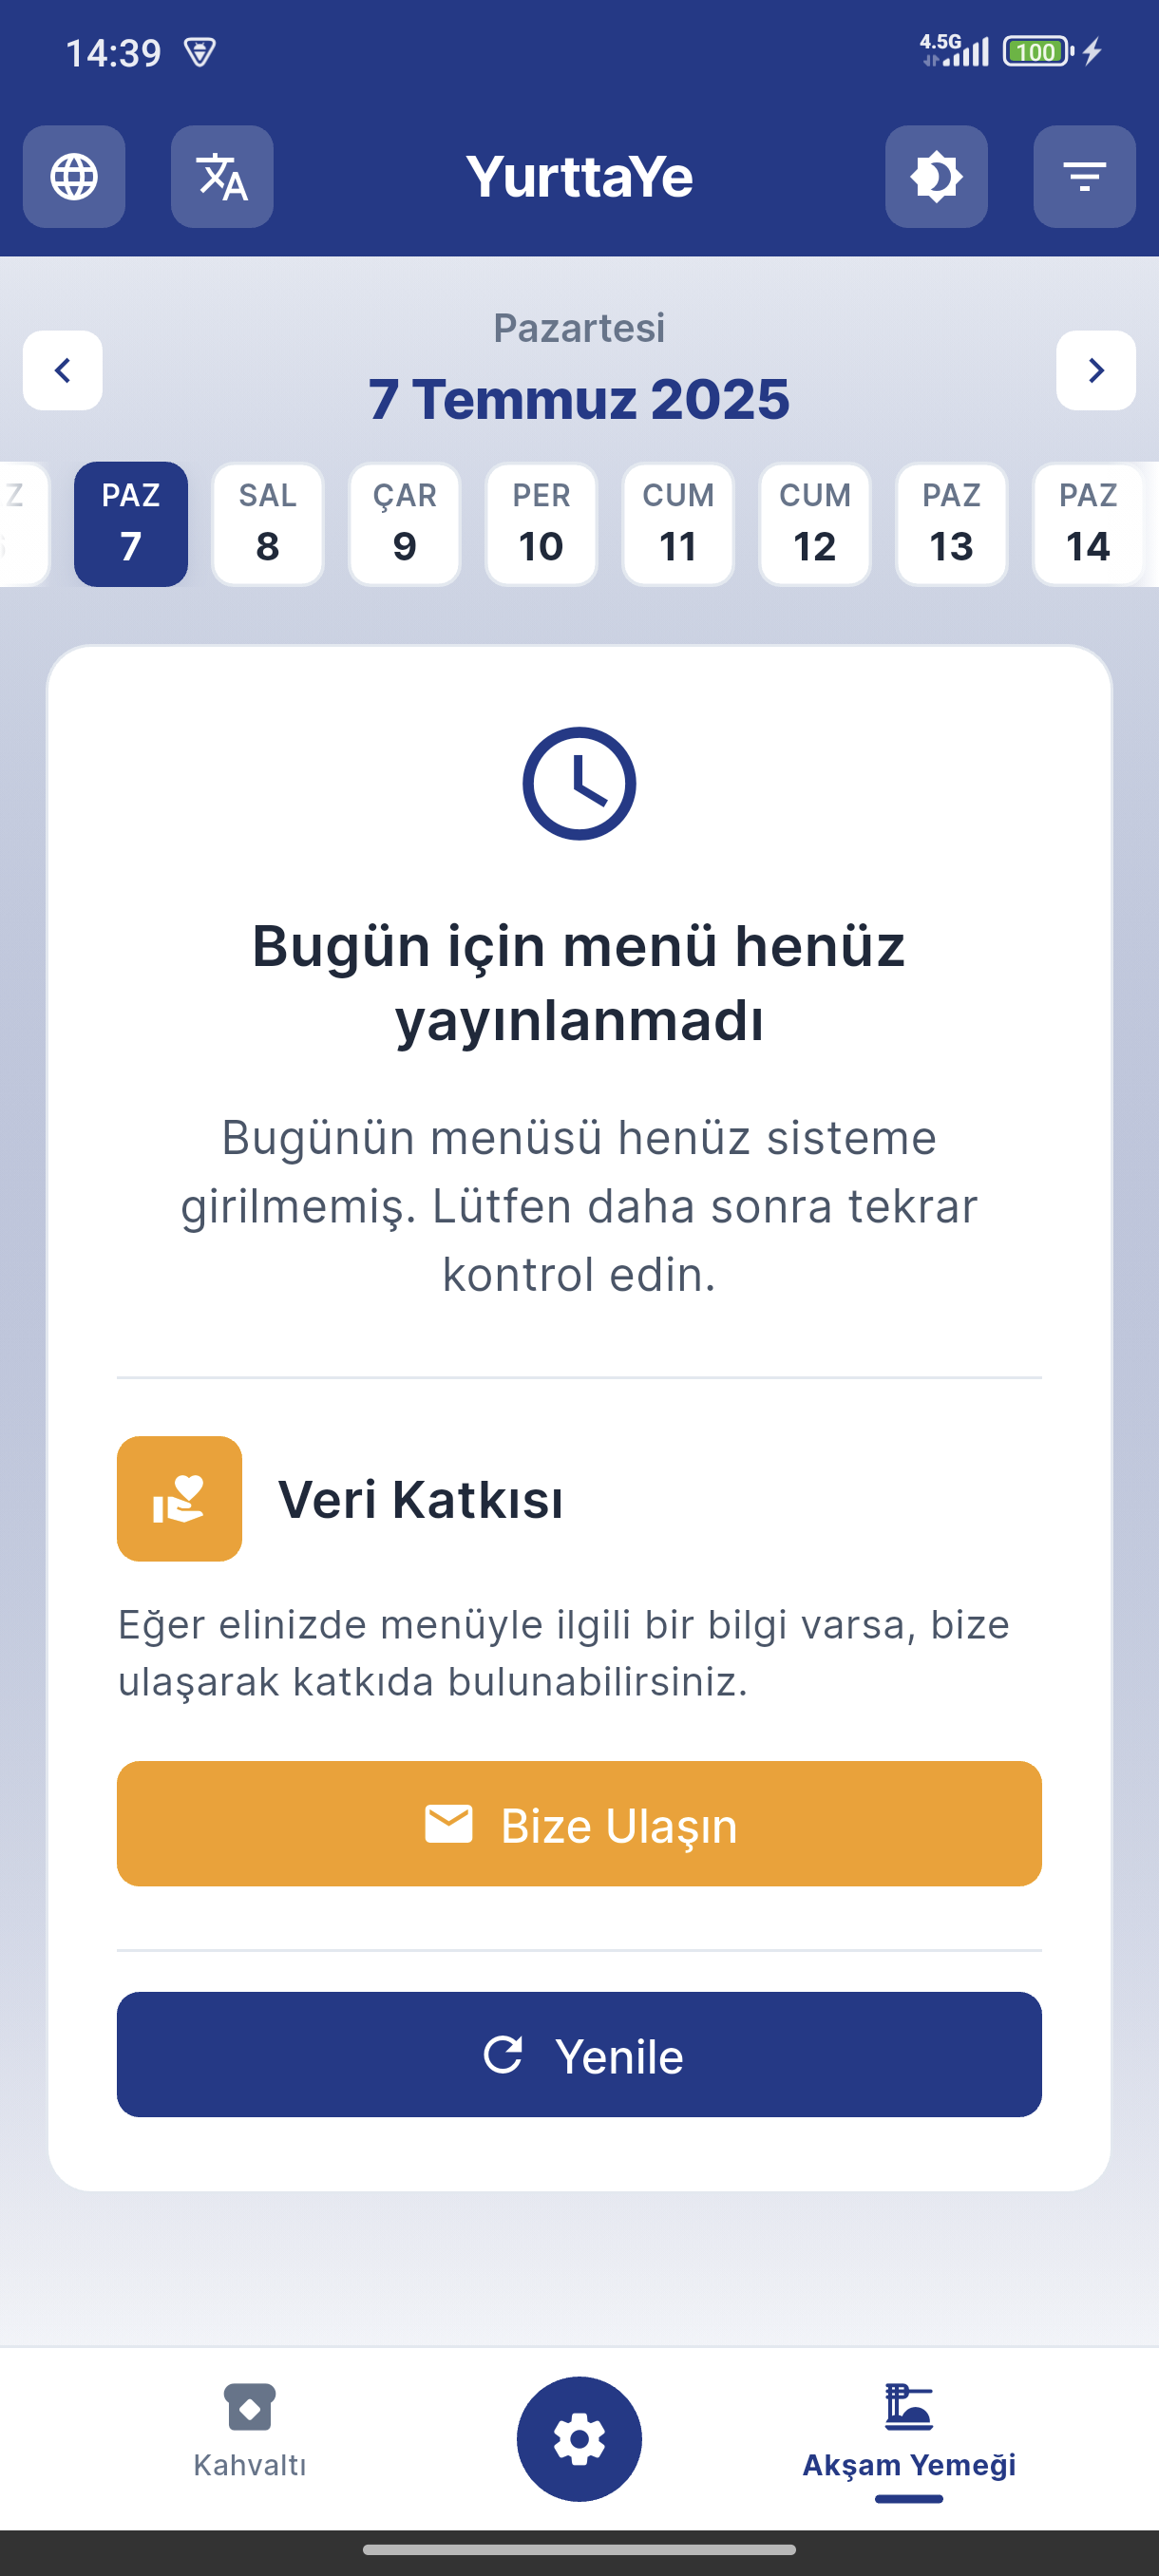 14:39
4.5G
100
YurttaYe
Pazartesi
7 Temmuz 2025
Z PAZ SAL ÇAR PER CUM CUM PAZ PAZ
7 8 9 10 11 12 13 14
Bugün için menü henüz
yayınlanmadı
Bugünün menüsü henüz sisteme
girilmemiş. Lütfen daha sonra tekrar
kontrol edin.
Veri Katkısı
Eğer elinizde menüyle ilgili bir bilgi varsa, bize
ulaşarak katkıda bulunabilirsiniz.
Bize Ulaşın
Yenile
Kahvaltı
Akşam Yemeği